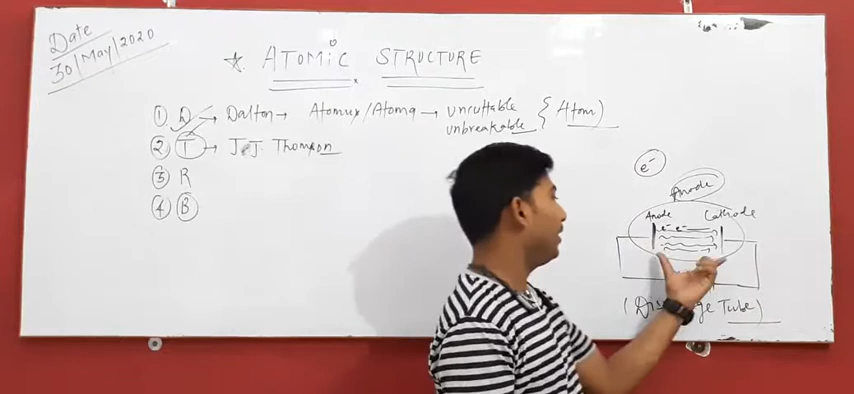 Date
30/May/2020
★ ATOMiC STRUCTURE
① D → Dalton → Atomux/Atoma → uncuttable { Atom)
unbreakable
② T → J.J. Thomson
③ R
④ B
e⁻
Anode
Anode Cathode
e⁻ e⁻
Tube)